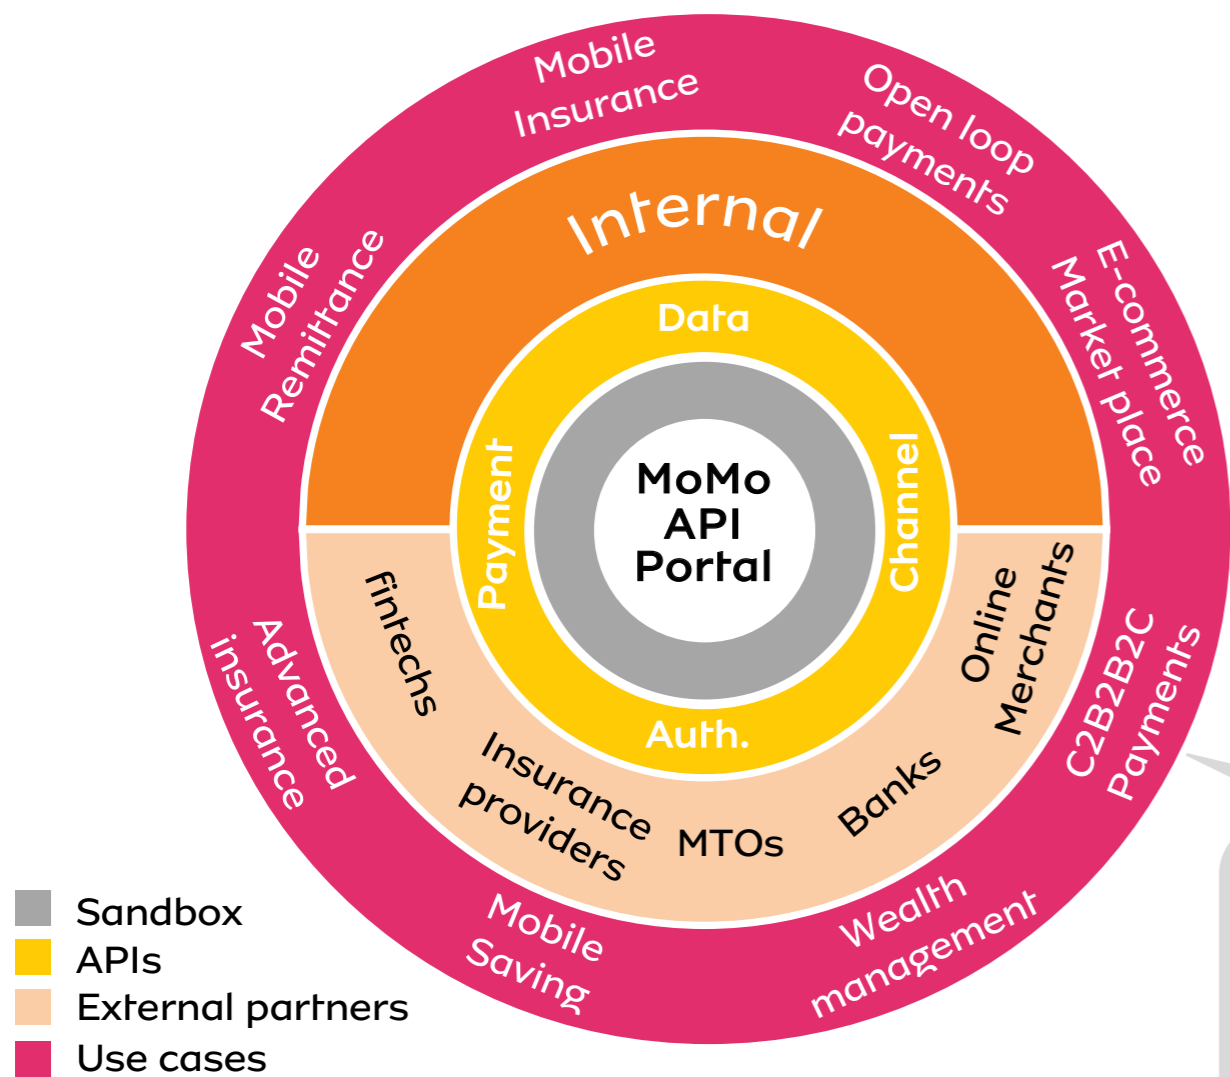 Mobile
Insurance
Open loop
payments
E-commerce
Market place
C2B2B2C
Payments
Wealth
management
Mobile
Saving
Advanced
insurance
Mobile
Remittance
Internal
Data
Channel
Auth.
Payment
MoMo
API
Portal
fintechs
Insurance
providers
MTOs
Banks
Online
Merchants
Sandbox
APIs
External partners
Use cases